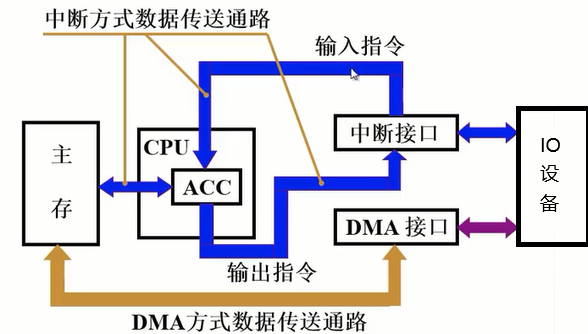 中断方式数据传送通路
输入指令
中断接口
CPU
主存
ACC
IO设备
DMA 接口
输出指令
DMA方式数据传送通路